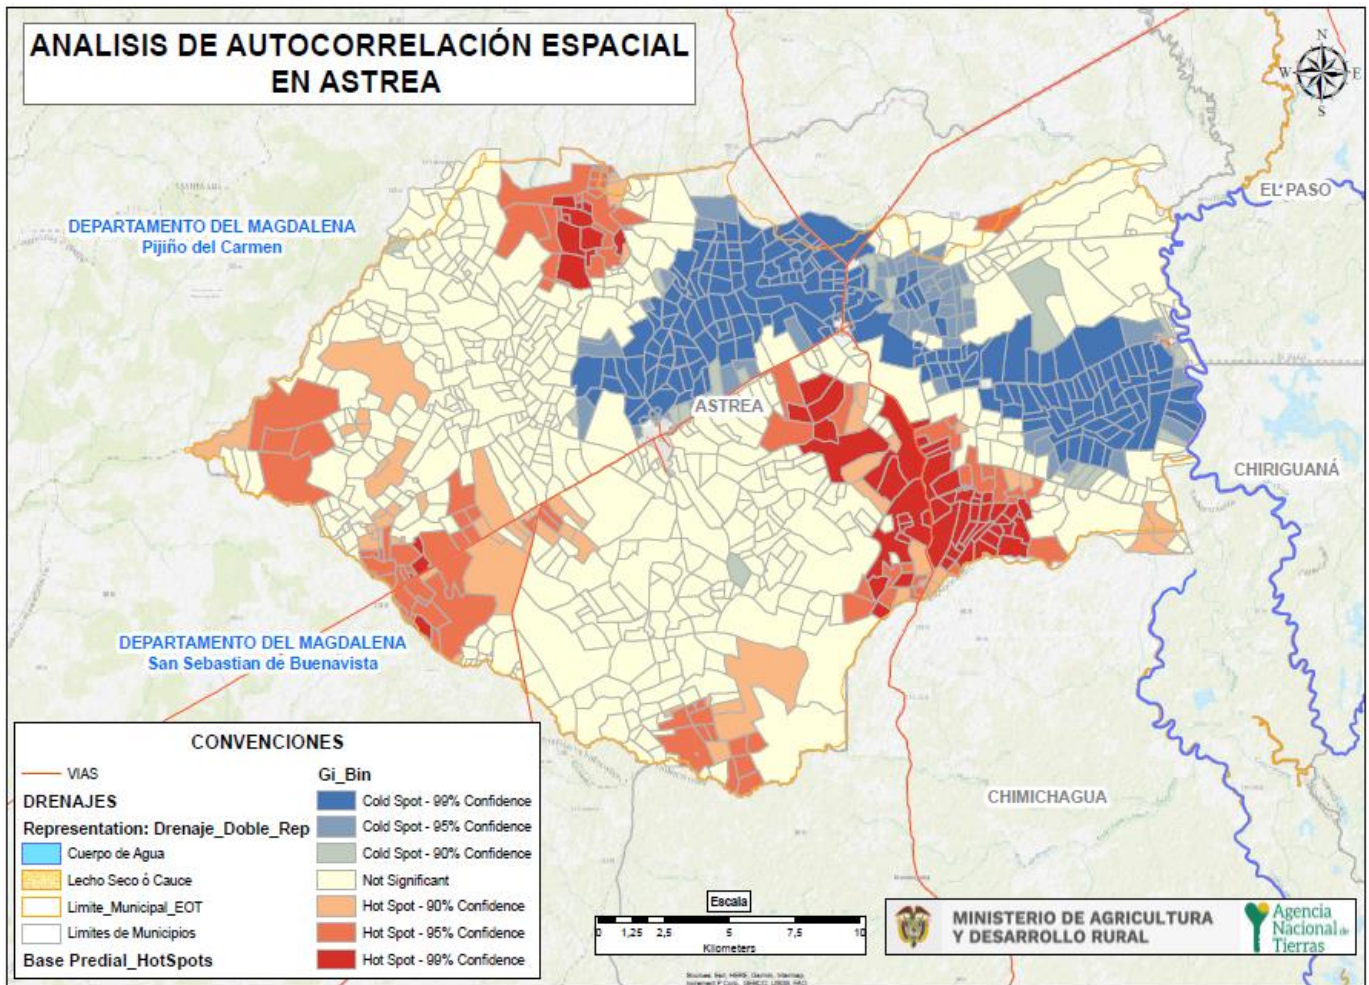 ANALISIS DE AUTOCORRELACIÓN ESPACIAL
EN ASTREA
N
W E
S
EL PASO
DEPARTAMENTO DEL MAGDALENA
Pijiño del Carmen
ASTREA
CHIRIGUANÁ
DEPARTAMENTO DEL MAGDALENA
San Sebastian de Buenavista
CHIMICHAGUA
CONVENCIONES
VIAS
DRENAJES
Representation: Drenaje_Doble_Rep
Cuerpo de Agua
Lecho Seco ó Cauce
Limite_Municipal_EOT
Limites de Municipios
Base Predial_HotSpots
Gi_Bin
Cold Spot - 99% Confidence
Cold Spot - 95% Confidence
Cold Spot - 90% Confidence
Not Significant
Hot Spot - 90% Confidence
Hot Spot - 95% Confidence
Hot Spot - 99% Confidence
Escala
0 1,25 2,5 5 7,5 10
Kilometers
MINISTERIO DE AGRICULTURA
Y DESARROLLO RURAL
Agencia
Nacional de
Tierras